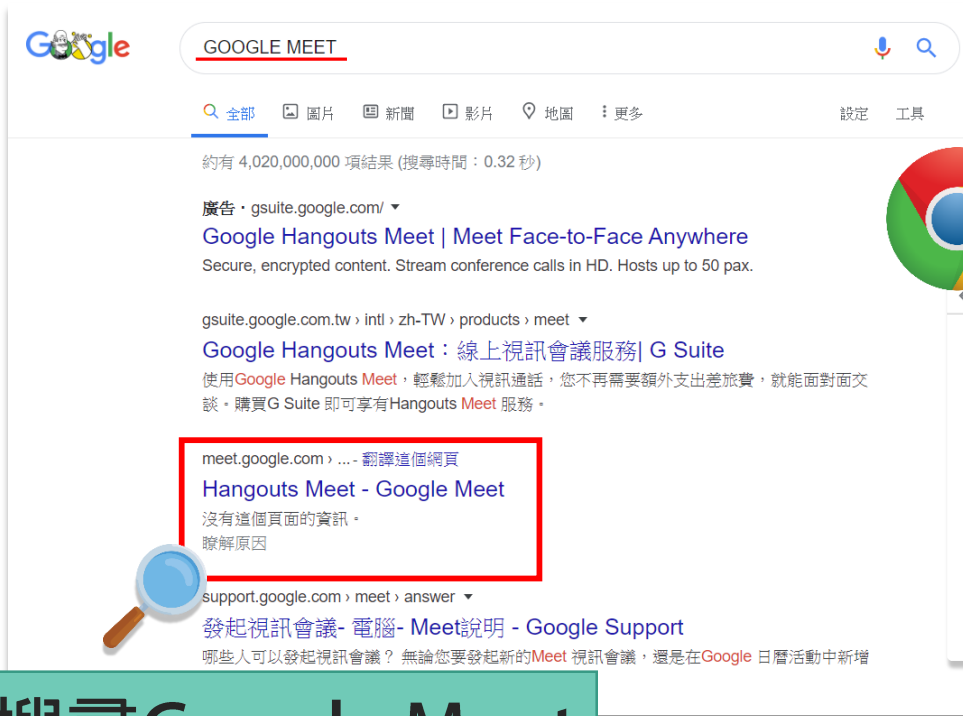 Google
GOOGLE MEET
全部 圖片 新聞 影片 地圖 更多 設定 工具
約有 4,020,000,000 項結果 (搜尋時間：0.32 秒)
廣告・gsuite.google.com/
Google Hangouts Meet | Meet Face-to-Face Anywhere
Secure, encrypted content. Stream conference calls in HD. Hosts up to 50 pax.
gsuite.google.com.tw › intl › zh-TW › products › meet
Google Hangouts Meet：線上視訊會議服務| G Suite
使用Google Hangouts Meet，輕鬆加入視訊通話，您不再需要額外支出差旅費，就能面對面交
談。購買G Suite 即可享有Hangouts Meet 服務。
meet.google.com › ... - 翻譯這個網頁
Hangouts Meet - Google Meet
沒有這個頁面的資訊。
瞭解原因
support.google.com › meet › answer
發起視訊會議- 電腦- Meet說明 - Google Support
哪些人可以發起視訊會議？ 無論您要發起新的Meet 視訊會議，還是在Google 日曆活動中新增
搜尋Google Meet